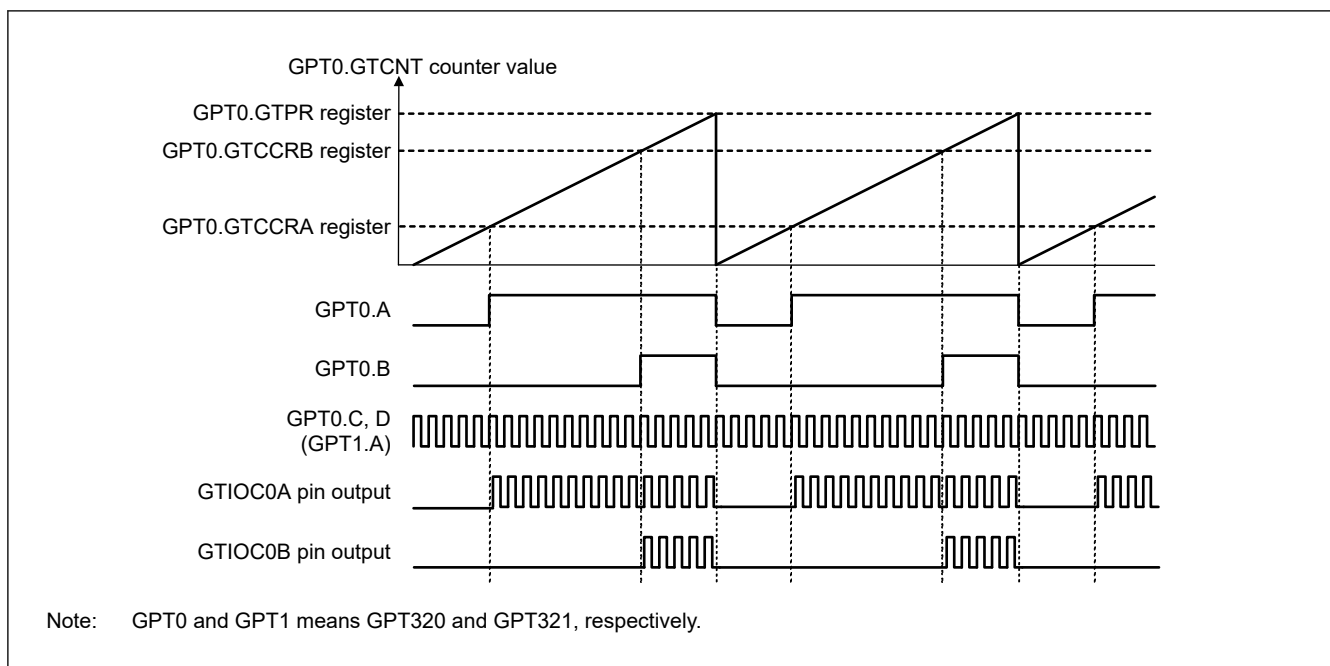 GPT0.GTCNT counter value
GPT0.GTPR register
GPT0.GTCCRB register
GPT0.GTCCRA register
GPT0.A
GPT0.B
GPT0.C, D
(GPT1.A)
GTIOC0A pin output
GTIOC0B pin output
Note: GPT0 and GPT1 means GPT320 and GPT321, respectively.